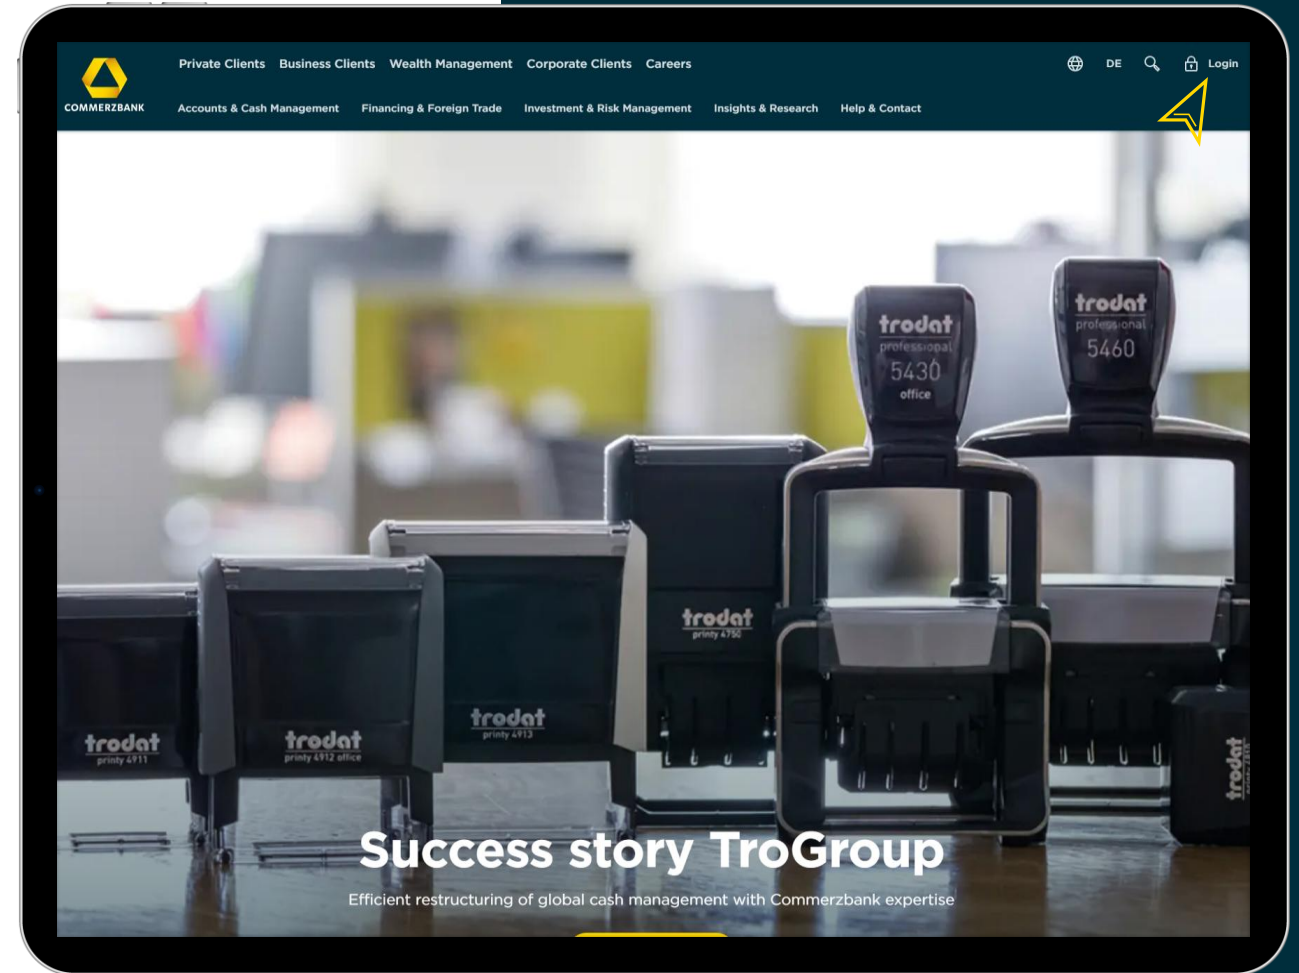 Private Clients Business Clients Wealth Management Corporate Clients Careers
DE Login
COMMERZBANK
Accounts & Cash Management Financing & Foreign Trade Investment & Risk Management Insights & Research Help & Contact
trodat
professional
5460
trodat
professional
5430
office
trodat
printy 4750
trodat
printy 4913
trodat
printy 4912 office
trodat
printy 4911
trodat
Success story TroGroup
Efficient restructuring of global cash management with Commerzbank expertise